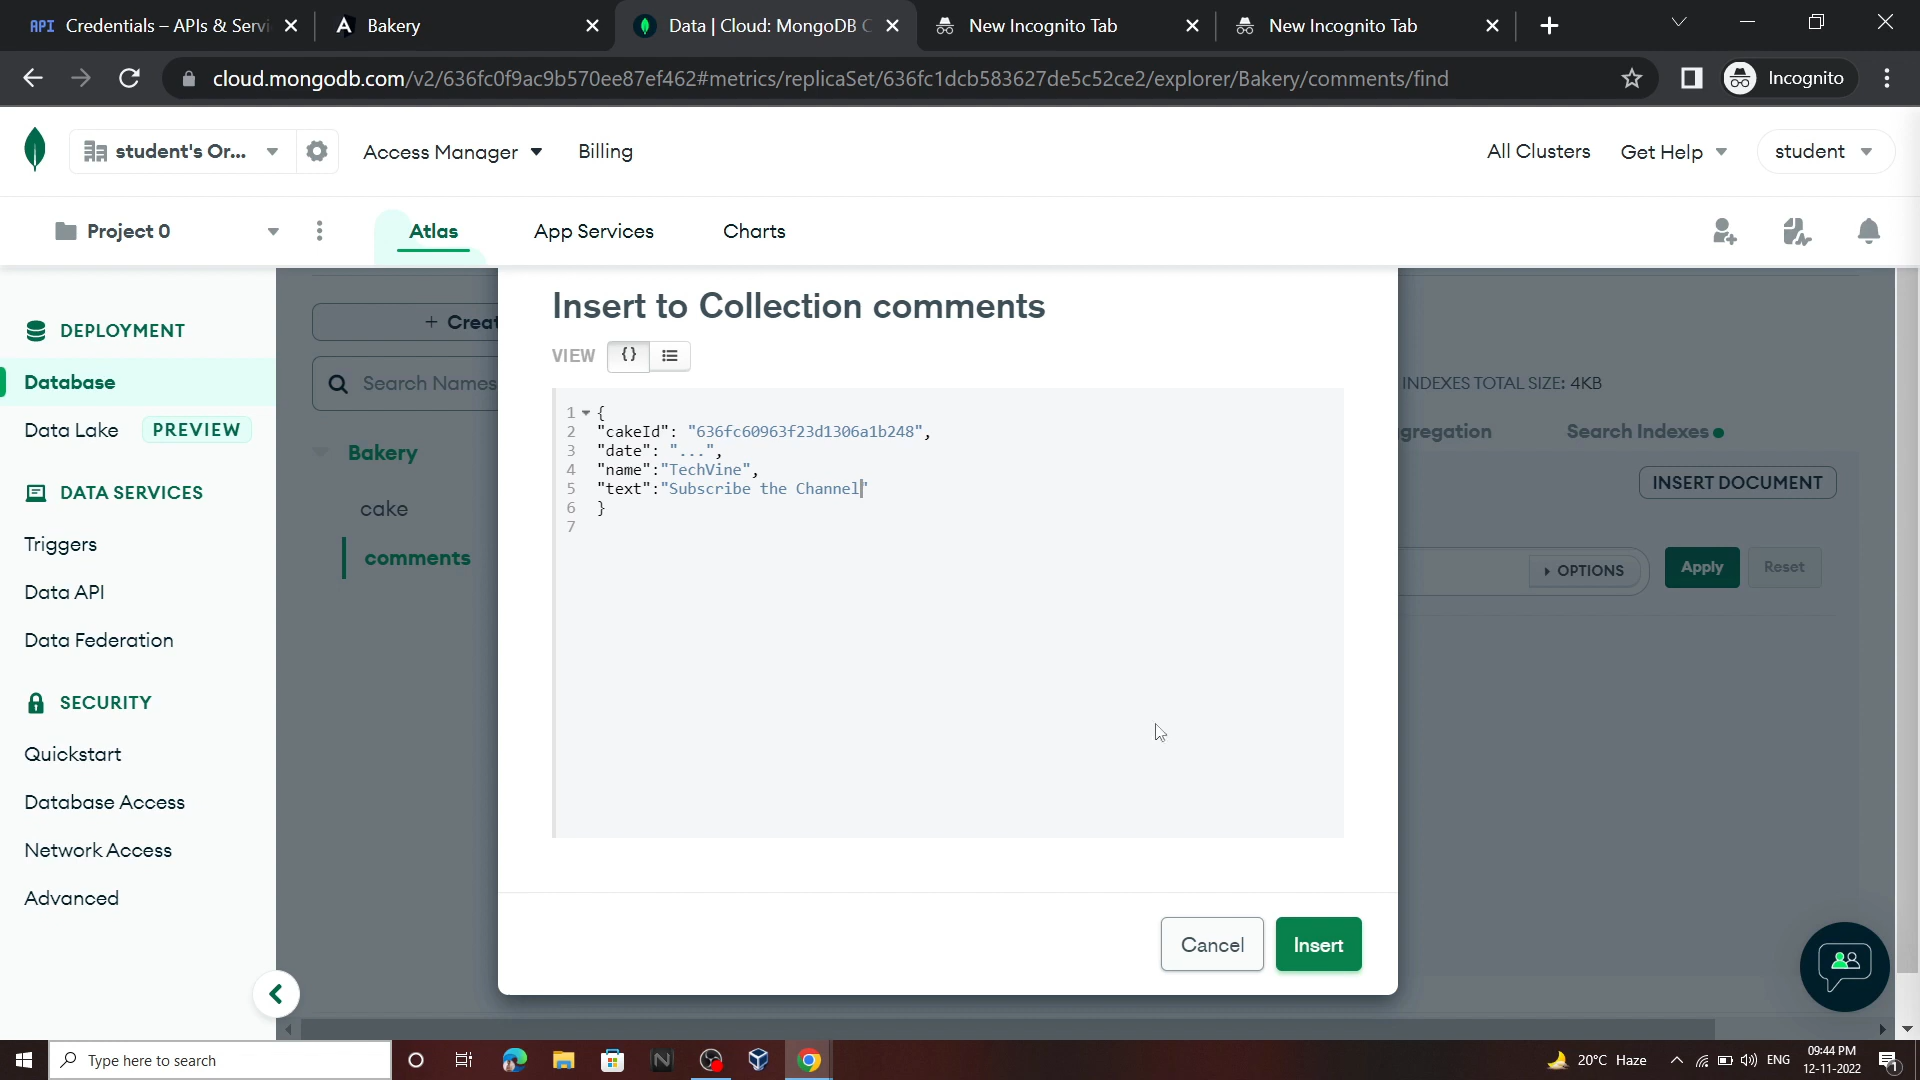 API Credentials – APIs & Servi
Bakery
Data | Cloud: MongoDB C
New Incognito Tab
New Incognito Tab
cloud.mongodb.com/v2/636fc0f9ac9b570ee87ef462#metrics/replicaSet/636fc1dcb583627de5c52ce2/explorer/Bakery/comments/find
Incognito
student's Or...
Access Manager
Billing
All Clusters
Get Help
student
Project 0
Atlas
App Services
Charts
DEPLOYMENT
Database
Data Lake PREVIEW
DATA SERVICES
Triggers
Data API
Data Federation
SECURITY
Quickstart
Database Access
Network Access
Advanced
+ Creat
Search Names
Bakery
cake
comments
Insert to Collection comments
VIEW {}
1 {
2 "cakeId": "636fc60963f23d1306a1b248",
3 "date": "...",
4 "name":"TechVine",
5 "text":"Subscribe the Channel"
6 }
7
Cancel
Insert
INDEXES TOTAL SIZE: 4KB
gregation
Search Indexes
INSERT DOCUMENT
OPTIONS
Apply
Reset
Type here to search
20°C Haze
ENG
09:44 PM
12-11-2022
1